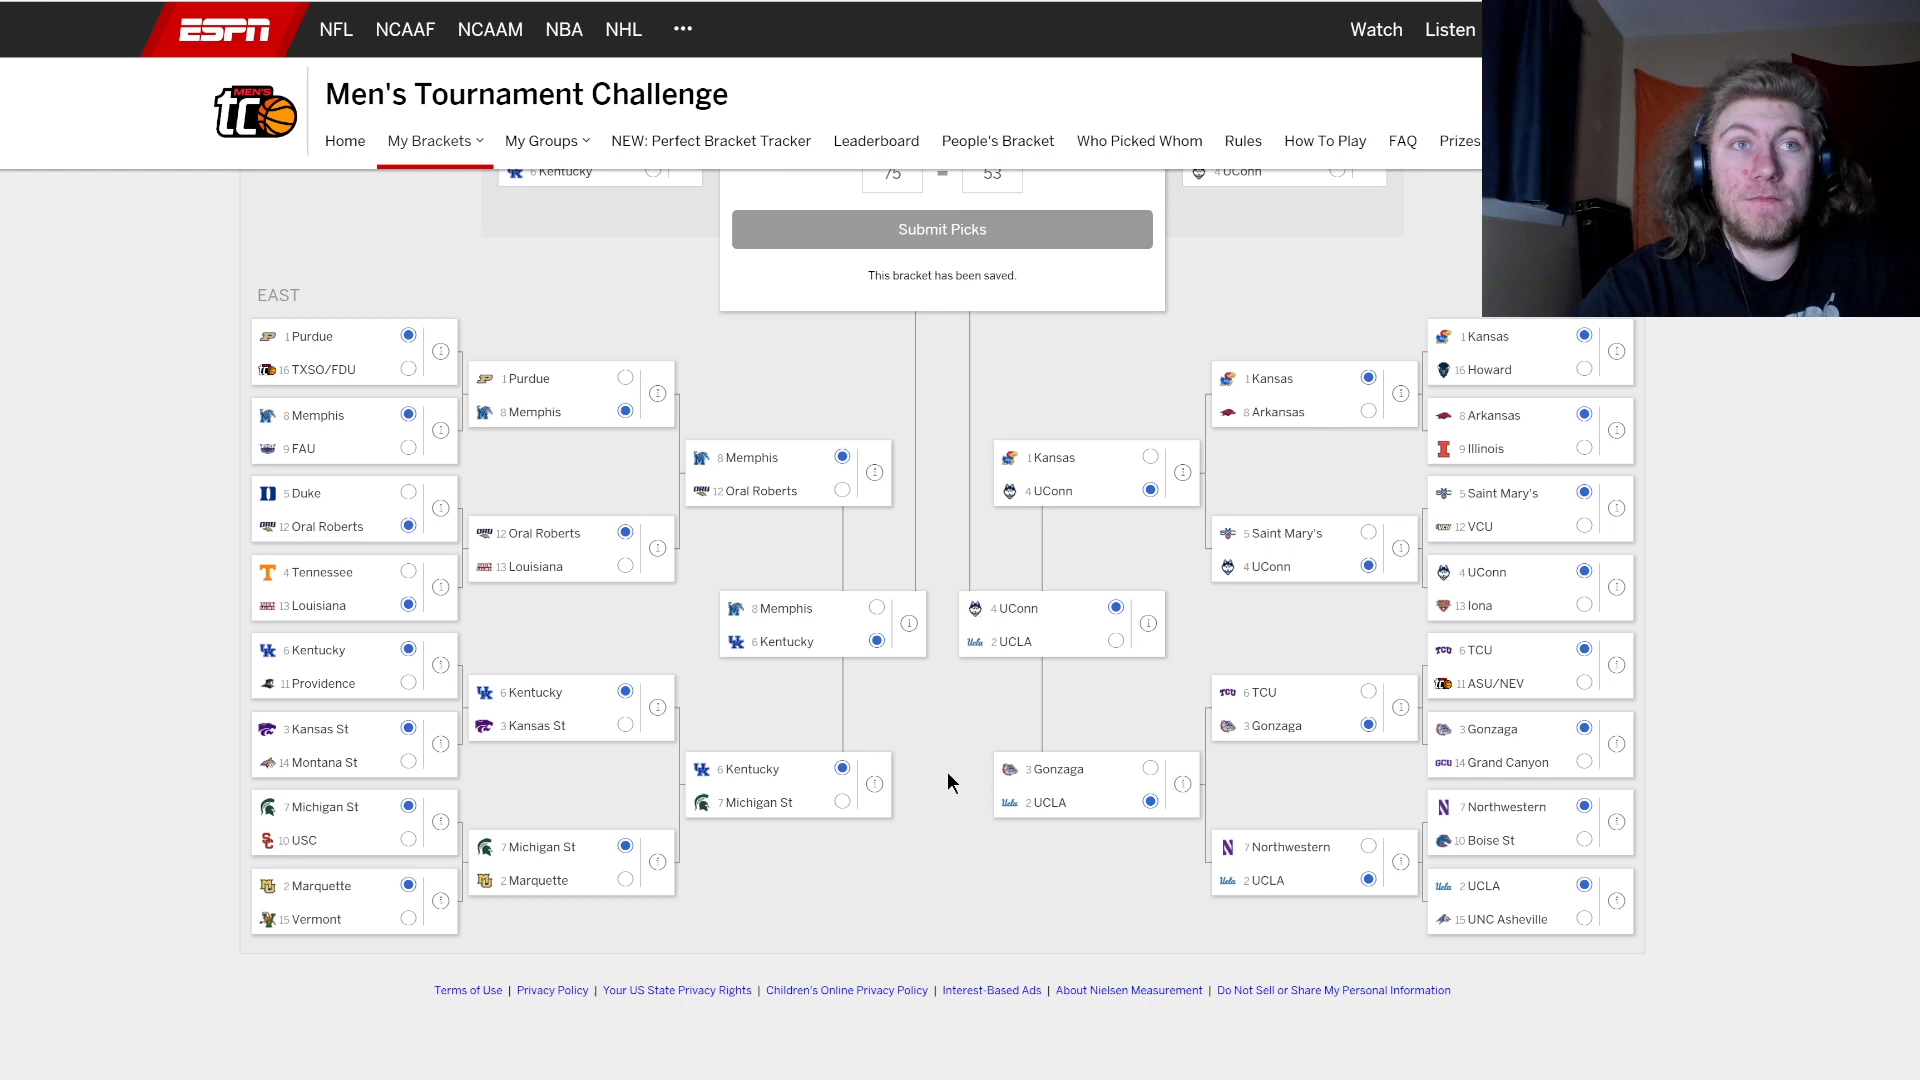 ESPN NFL NCAAF NCAAM NBA NHL ••• Watch Listen
MEN'S tc
Men's Tournament Challenge
Home My Brackets My Groups NEW: Perfect Bracket Tracker Leaderboard People's Bracket Who Picked Whom Rules How To Play FAQ Prizes
6 Kentucky
75 – 53
4 UConn
Submit Picks
This bracket has been saved.
EAST
1 Purdue
16 TXSO/FDU
8 Memphis
9 FAU
5 Duke
12 Oral Roberts
4 Tennessee
13 Louisiana
6 Kentucky
11 Providence
3 Kansas St
14 Montana St
7 Michigan St
10 USC
2 Marquette
15 Vermont
1 Purdue
8 Memphis
12 Oral Roberts
13 Louisiana
6 Kentucky
3 Kansas St
7 Michigan St
2 Marquette
8 Memphis
12 Oral Roberts
6 Kentucky
7 Michigan St
8 Memphis
6 Kentucky
4 UConn
Ucla 2 UCLA
1 Kansas
4 UConn
3 Gonzaga
Ucla 2 UCLA
1 Kansas
8 Arkansas
5 Saint Mary's
4 UConn
TCU 6 TCU
3 Gonzaga
7 Northwestern
Ucla 2 UCLA
1 Kansas
16 Howard
8 Arkansas
9 Illinois
5 Saint Mary's
VCU 12 VCU
4 UConn
13 Iona
TCU 6 TCU
11 ASU/NEV
3 Gonzaga
GCU 14 Grand Canyon
7 Northwestern
10 Boise St
Ucla 2 UCLA
15 UNC Asheville
Terms of Use | Privacy Policy | Your US State Privacy Rights | Children's Online Privacy Policy | Interest-Based Ads | About Nielsen Measurement | Do Not Sell or Share My Personal Information